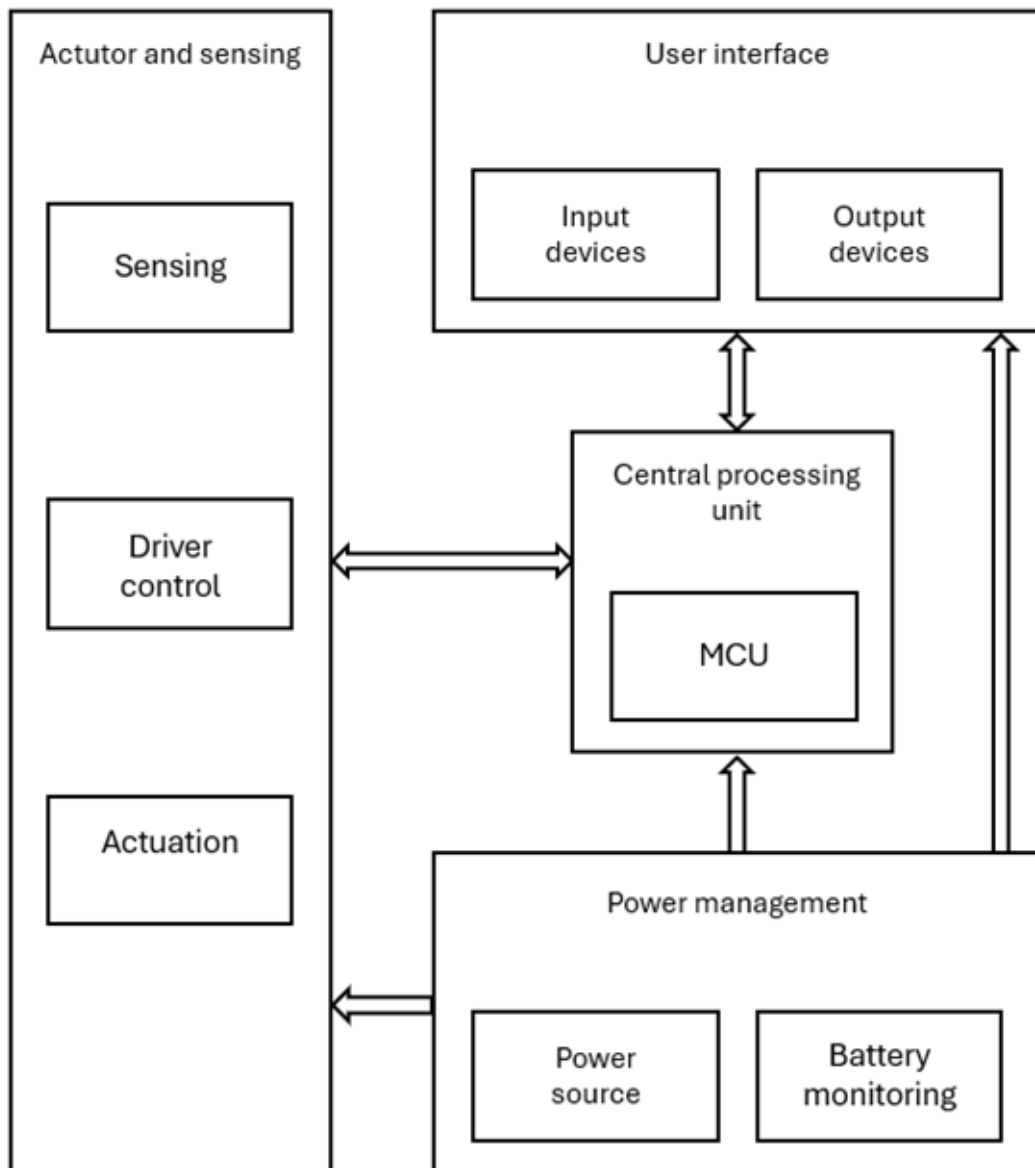 Actutor and sensing
Sensing
Driver
control
Actuation
User interface
Input
devices
Output
devices
Central processing
unit
MCU
Power management
Power
source
Battery
monitoring